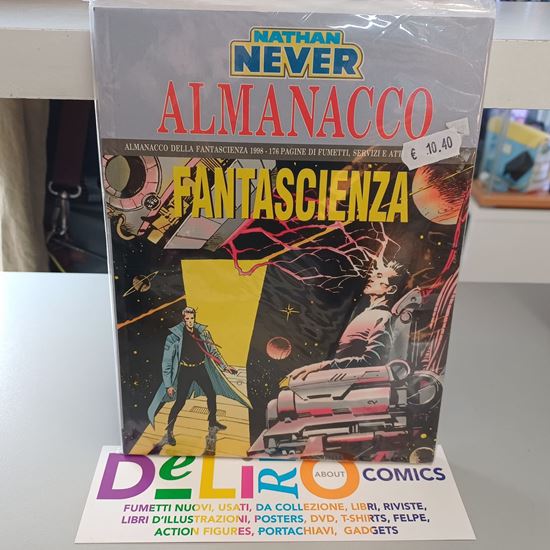 NATHAN
NEVER
ALMANACCO
ALMANACCO DELLA FANTASCIENZA 1998 - 176 PAGINE DI FUMETTI, SERVIZI E
€ 10.40
FANTASCIENZA
DeLiRO
ABOUT
COMICS
FUMETTI NUOVI, USATI, DA COLLEZIONE, LIBRI, RIVISTE,
LIBRI D'ILLUSTRAZIONI, POSTERS, DVD, T-SHIRTS, FELPE,
ACTION FIGURES, PORTACHIAVI, GADGETS